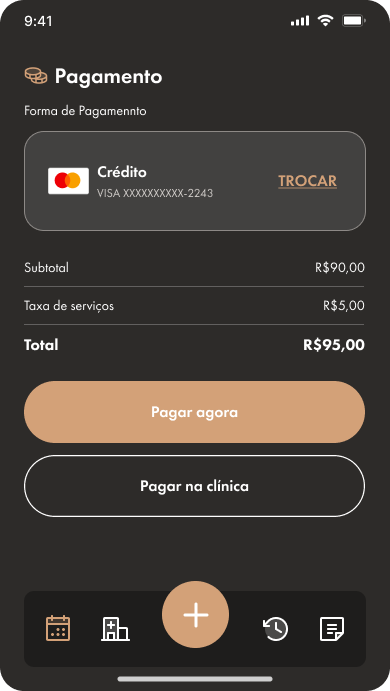 9:41
Pagamento
Forma de Pagamennto
Crédito
VISA XXXXXXXXXX-2243
TROCAR
Subtotal R$90,00
Taxa de serviços R$5,00
Total R$95,00
Pagar agora
Pagar na clínica